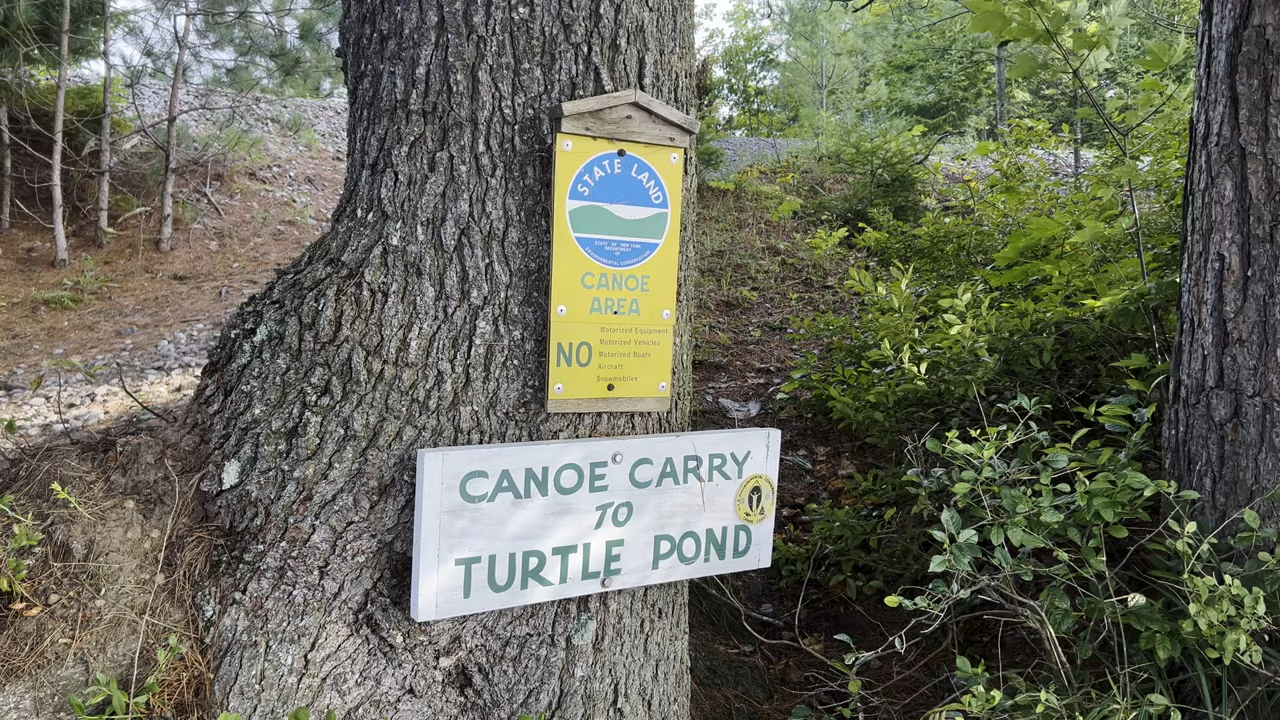 STATE LAND
STATE OF NEW YORK
DEPARTMENT
OF
ENVIRONMENTAL CONSERVATION
CANOE
AREA
NO
Motorized Equipment
Motorized Vehicles
Motorized Boats
Aircraft
Snowmobiles
CANOE CARRY
TO
TURTLE POND